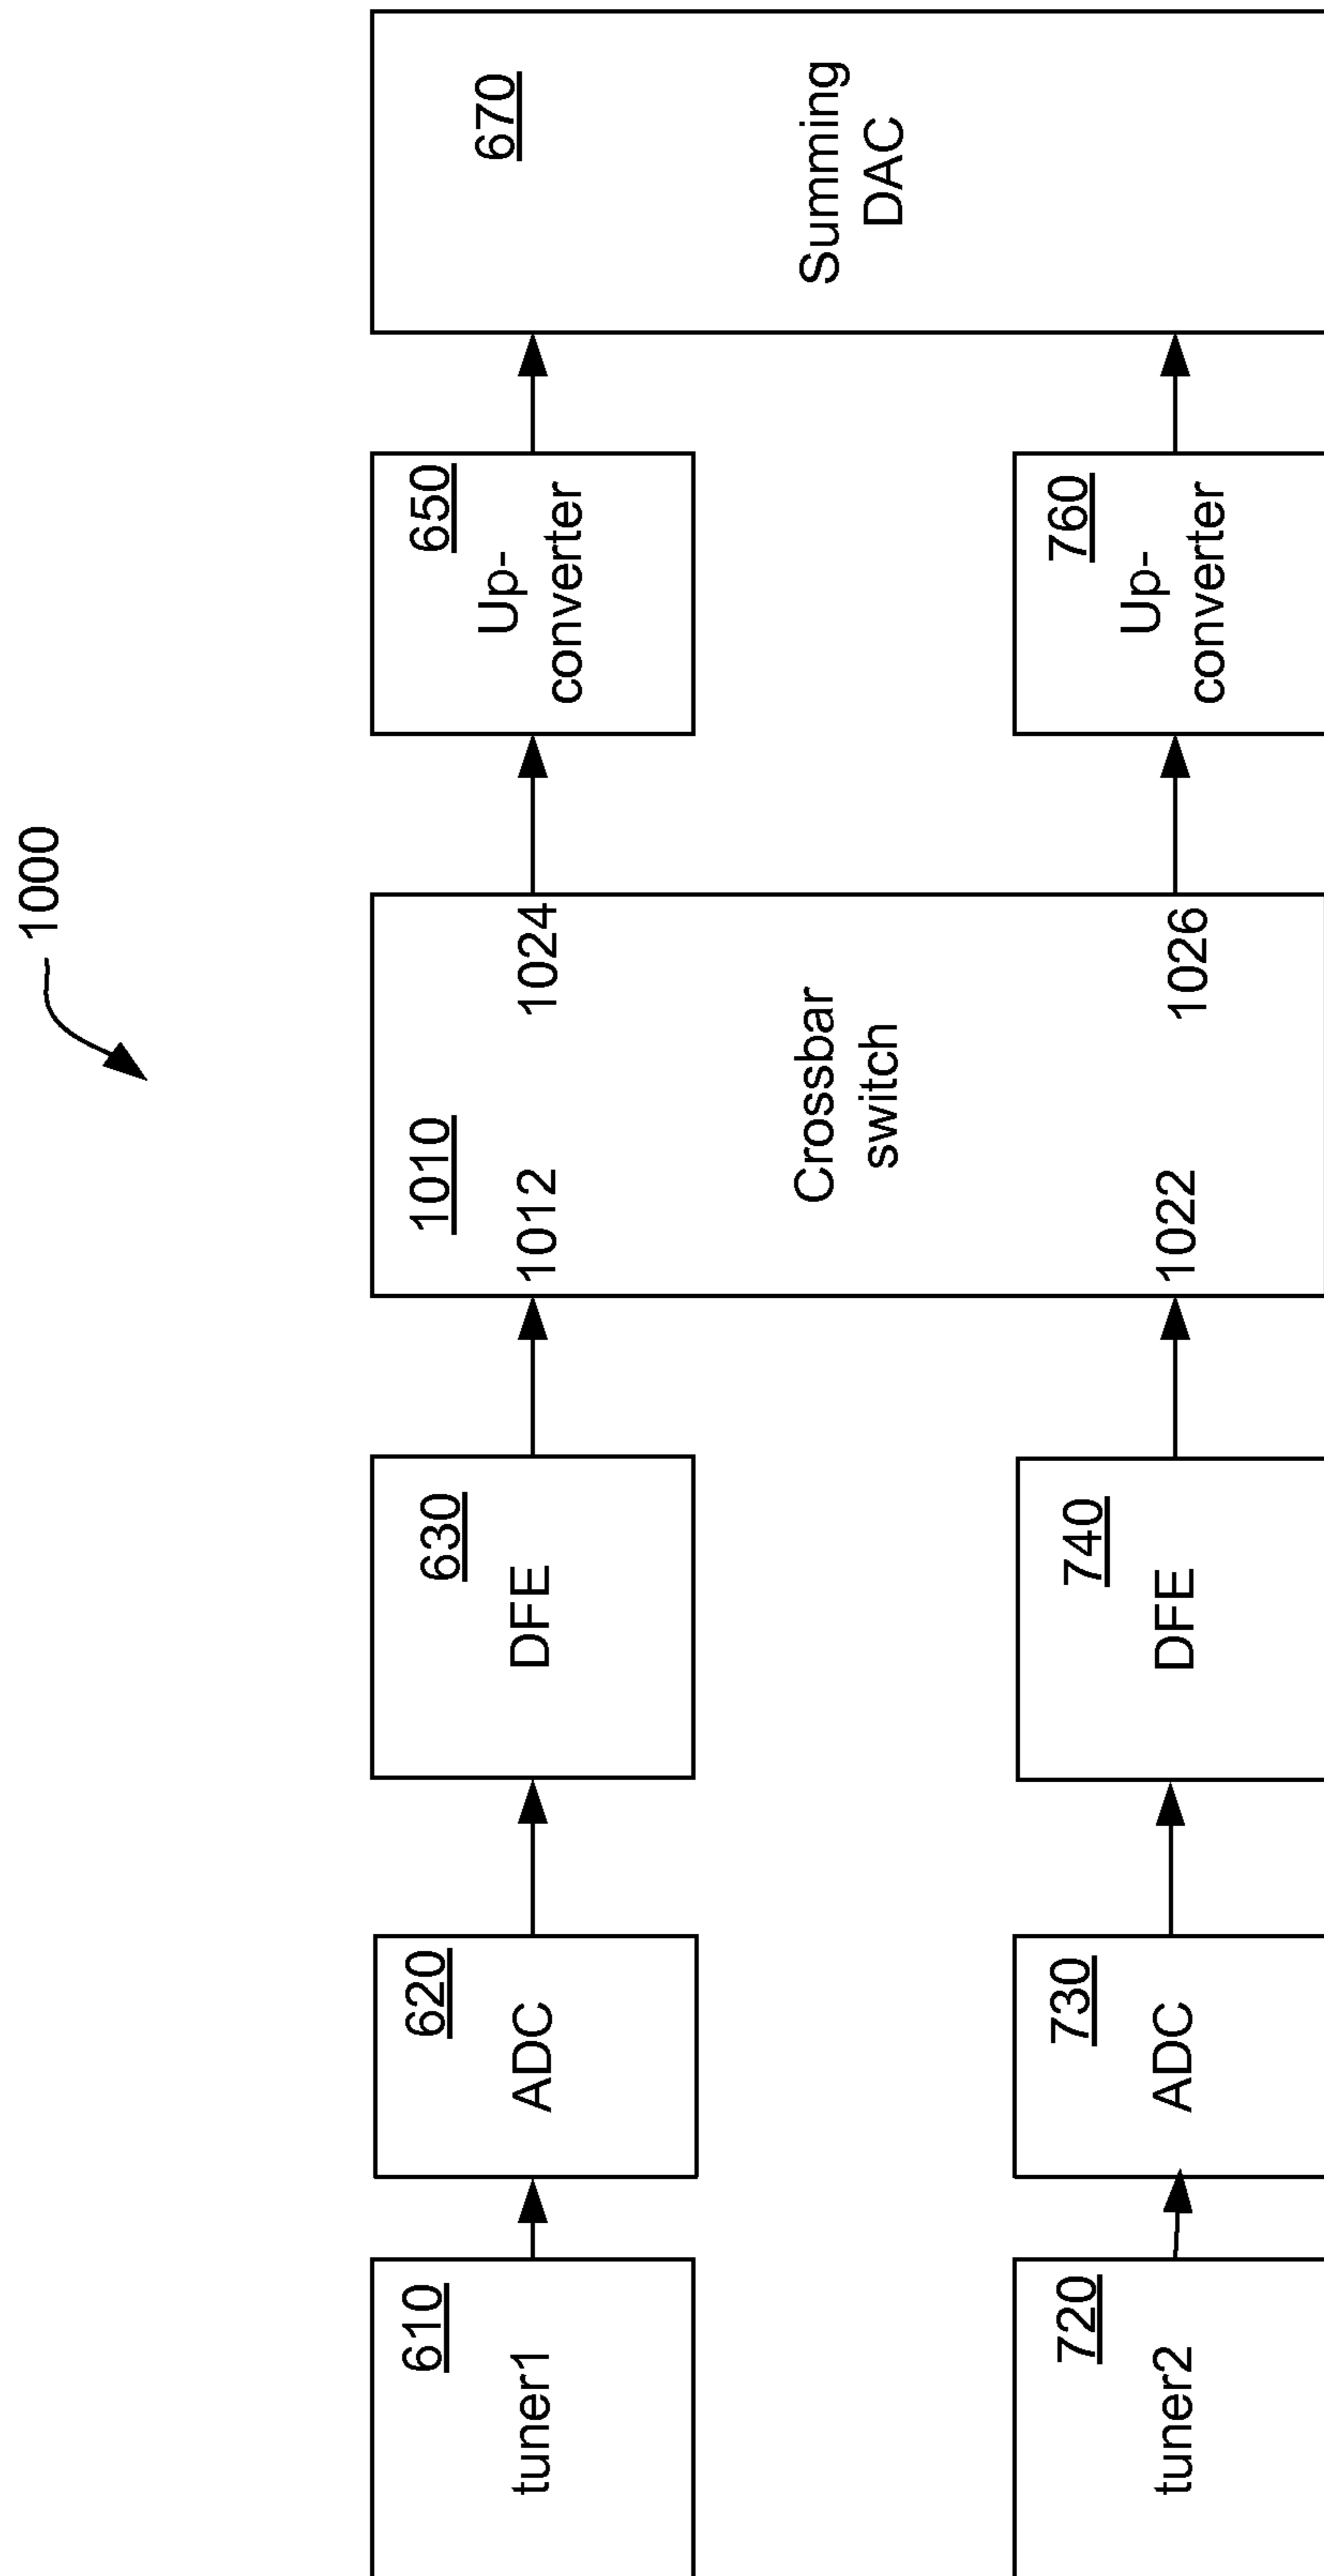 1000
610
tuner1
620
ADC
630
DFE
1010
1012
1024
Crossbar
switch
1022
1026
650
Up-
converter
670
Summing
DAC
720
tuner2
730
ADC
740
DFE
760
Up-
converter